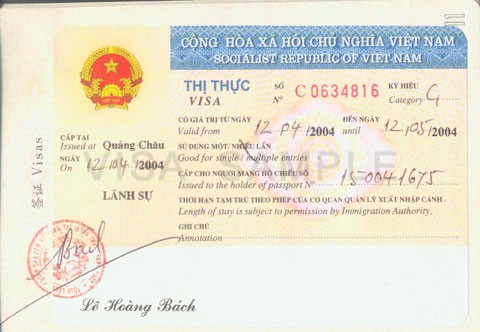 11
CỘNG HÒA XÃ HỘI CHỦ NGHĨA VIỆT NAM
SOCIALIST REPUBLIC OF VIET-NAM
THỊ THỰC
VISA
SỐ
Nº C 0634816
KÝ HIỆU
Category G
CÓ GIÁ TRỊ TỪ NGÀY
Valid from 12/04/2004
ĐẾN NGÀY
until 12/05/2004
CẤP TẠI
Issued at Quảng Châu
NGÀY
On 12/04/2004
LÃNH SỰ
SỬ DỤNG MỘT/NHIỀU LẦN
Good for single / multiple entries
CẤP CHO NGƯỜI MANG HỘ CHIẾU SỐ
Issued to the holder of passport Nº 150041675
THỜI HẠN TẠM TRÚ THEO PHÉP CỦA CƠ QUAN QUẢN LÝ XUẤT NHẬP CẢNH.
Length of stay is subject to permission by Immigration Authority.
GHI CHÚ
Annotation
VISA SAMPLE
签证 Visas
Lê Hoàng Bách